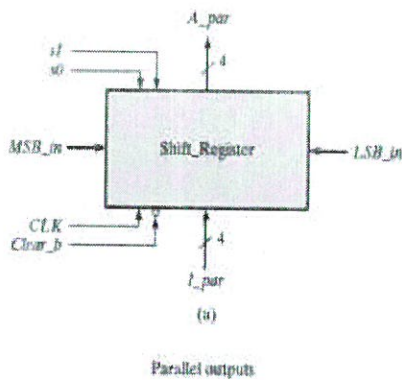 A_par
s1
4
s0
MSB_in
Shift_Register
LSB_in
CLK
Clear_b
4
I_par
(a)
Parallel outputs